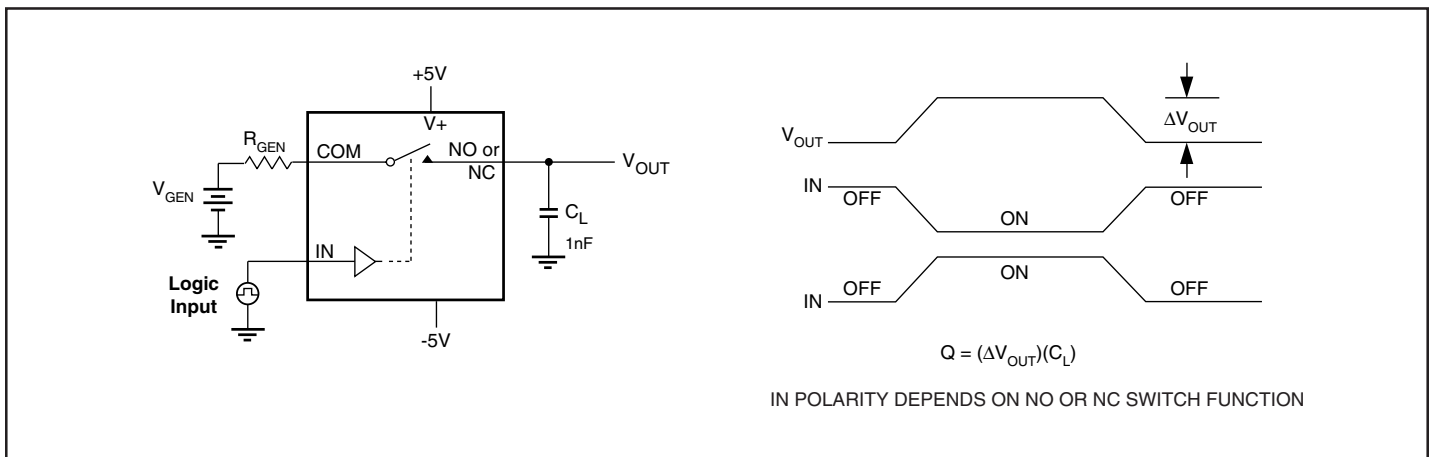 +5V
V+
R_GEN
COM
NO or
NC
V_OUT
V_GEN
C_L
1nF
IN
Logic
Input
-5V
V_OUT
ΔV_OUT
IN
OFF
ON
OFF
IN
OFF
ON
OFF
Q = (ΔV_OUT)(C_L)
IN POLARITY DEPENDS ON NO OR NC SWITCH FUNCTION